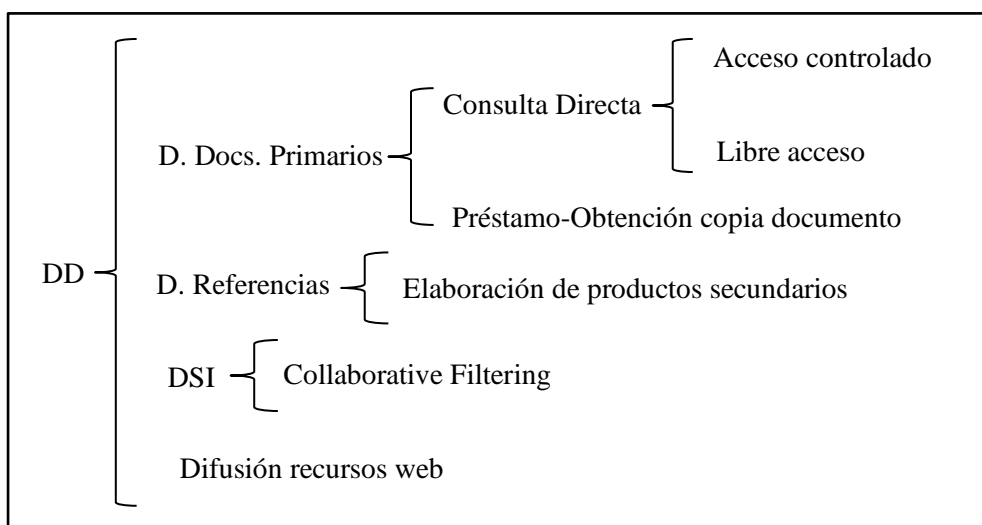 Acceso controlado
Consulta Directa
Libre acceso
D. Docs. Primarios
Préstamo-Obtención copia documento
DD
D. Referencias
Elaboración de productos secundarios
DSI
Collaborative Filtering
Difusión recursos web